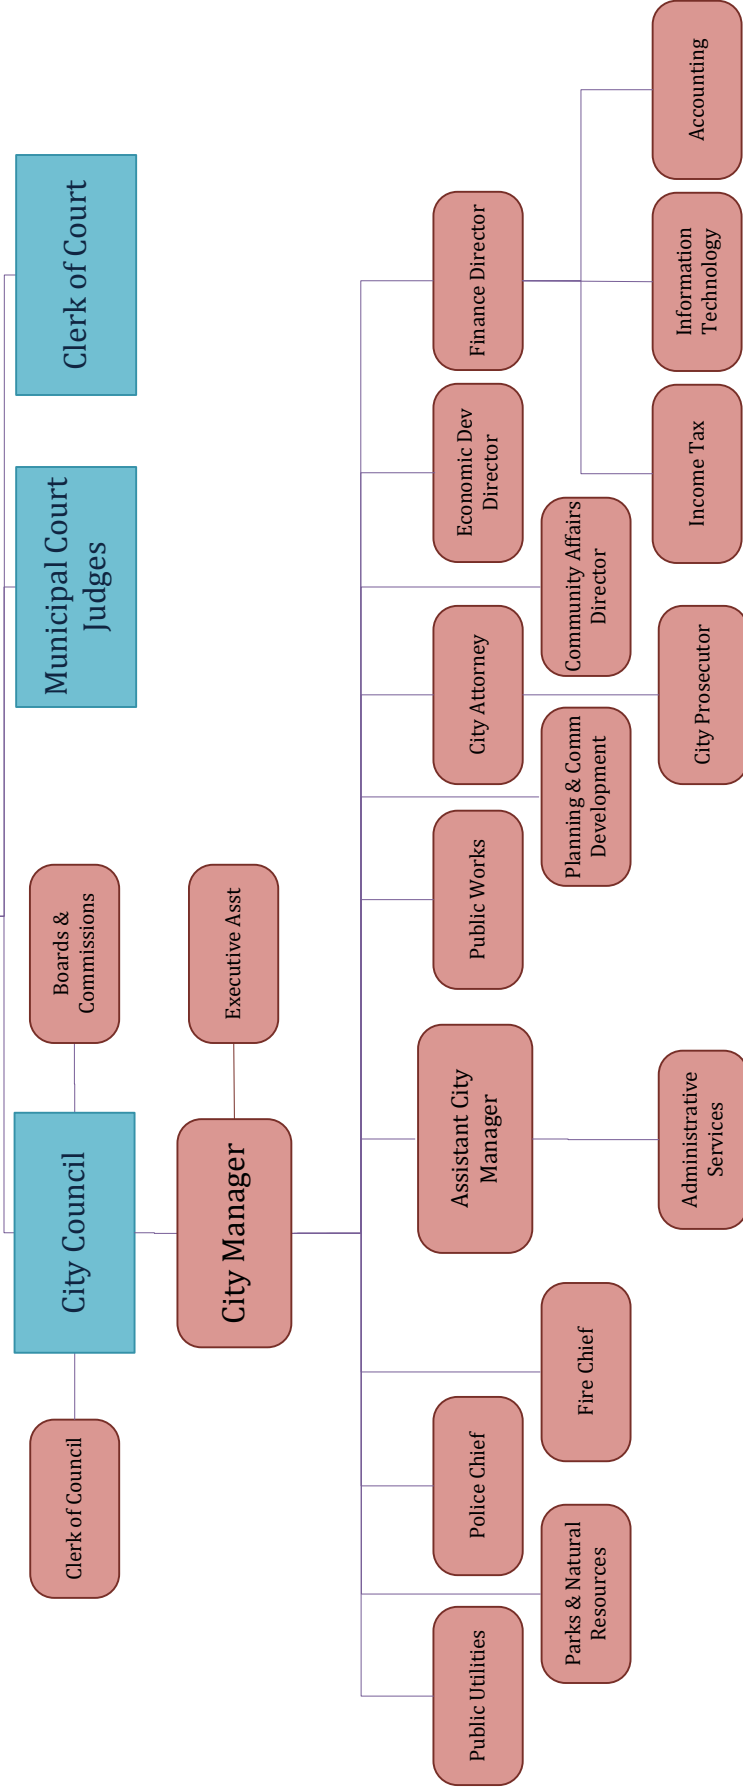 City Council
Municipal Court
Judges
Clerk of Court
Clerk of Council
Boards &
Commissions
City Manager
Executive Asst
Public Utilities
Police Chief
Assistant City
Manager
Public Works
City Attorney
Economic Dev
Director
Finance Director
Parks & Natural
Resources
Fire Chief
Planning & Comm
Development
Community Affairs
Director
Administrative
Services
City Prosecutor
Income Tax
Information
Technology
Accounting